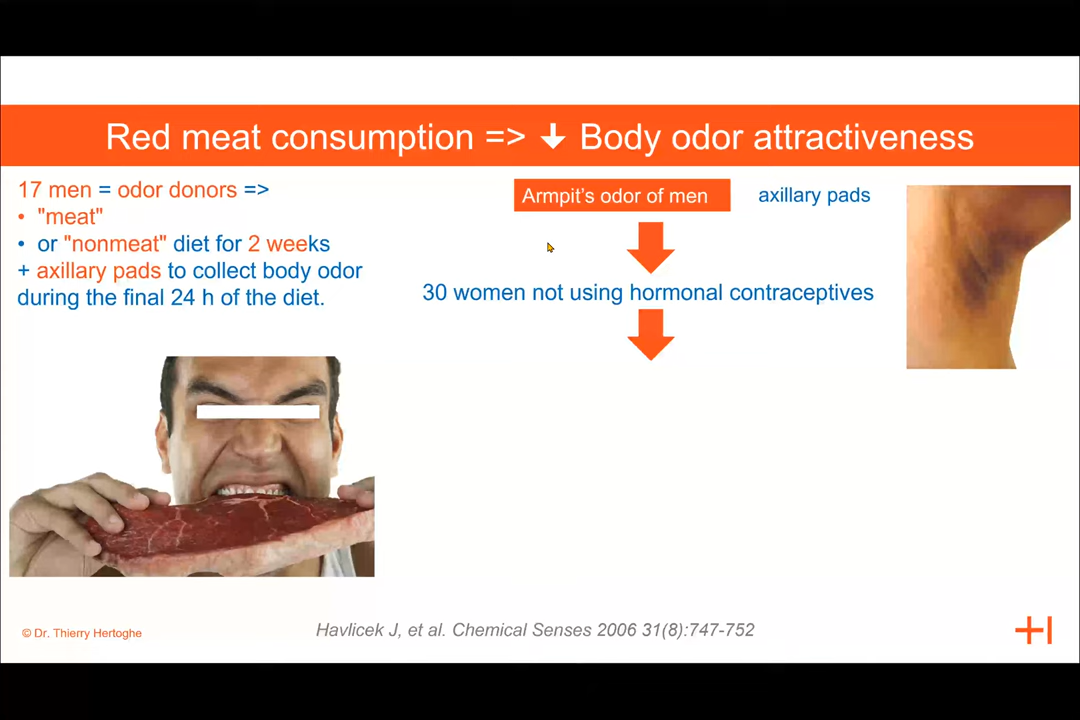 Red meat consumption => ↓ Body odor attractiveness
17 men = odor donors =>
• "meat"
• or "nonmeat" diet for 2 weeks
+ axillary pads to collect body odor
during the final 24 h of the diet.
Armpit's odor of men
axillary pads
30 women not using hormonal contraceptives
© Dr. Thierry Hertoghe
Havlicek J, et al. Chemical Senses 2006 31(8):747-752